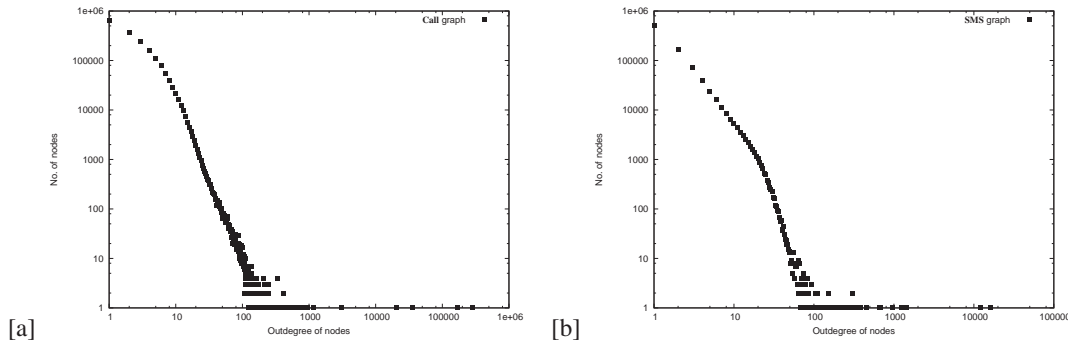 1e+06
100000
10000
1000
100
10
1
No. of nodes
Call graph
1 10 100 1000 10000 100000 1e+06
Outdegree of nodes
[a]
1e+06
100000
10000
1000
100
10
1
No. of nodes
SMS graph
1 10 100 1000 10000 100000
Outdegree of nodes
[b]